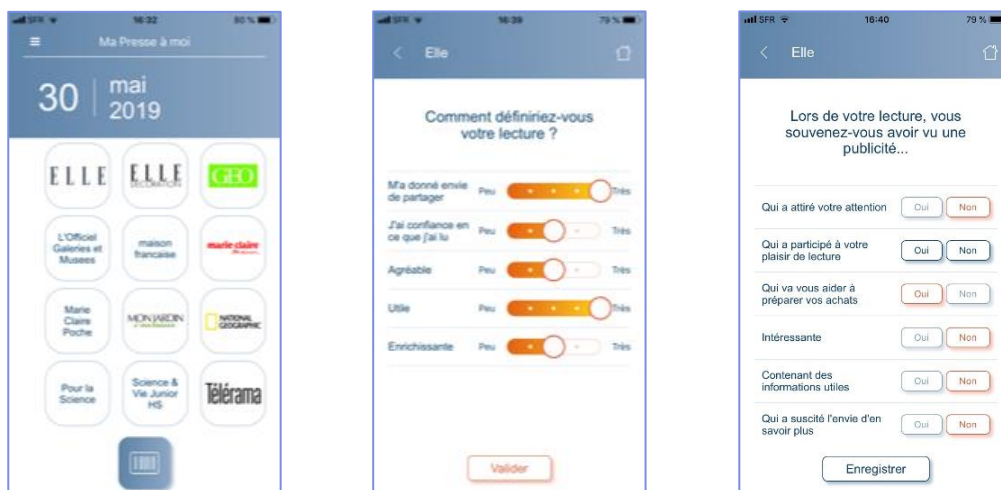 SFR 16:32 80 %
Ma Presse à moi
30
mai
2019
ELLE
ELLE
DECORATION
GEO
L'Officiel
Galeries et
Musees
maison
francaise
marie claire
Marie
Claire
Poche
MON JARDIN
NATIONAL
GEOGRAPHIC
Pour la
Science
Science &
Vie Junior
HS
Télérama
SFR 16:39 79 %
Elle
Comment définiriez-vous
votre lecture ?
M'a donné envie
de partager
Peu Très
J'ai confiance en
ce que j'ai lu
Peu Très
Agréable Peu Très
Utile Peu Très
Enrichissante Peu Très
Valider
SFR 16:40 79 %
Elle
Lors de votre lecture, vous
souvenez-vous avoir vu une
publicité...
Qui a attiré votre attention Oui Non
Qui a participé à votre
plaisir de lecture
Oui Non
Qui va vous aider à
préparer vos achats
Oui Non
Intéressante Oui Non
Contenant des
informations utiles
Oui Non
Qui a suscité l'envie d'en
savoir plus
Oui Non
Enregistrer